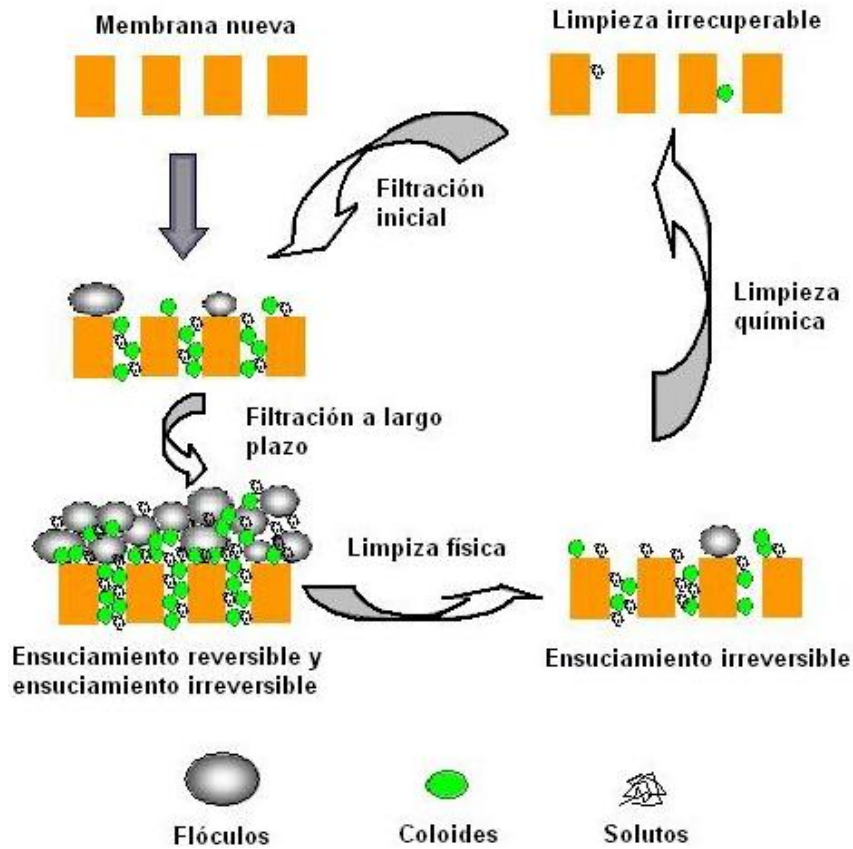 Membrana nueva
Limpieza irrecuperable
Filtración
inicial
Limpieza
química
Filtración a largo
plazo
Limpiza física
Ensuciamiento reversible y
ensuciamiento irreversible
Ensuciamiento irreversible
Flóculos
Coloides
Solutos